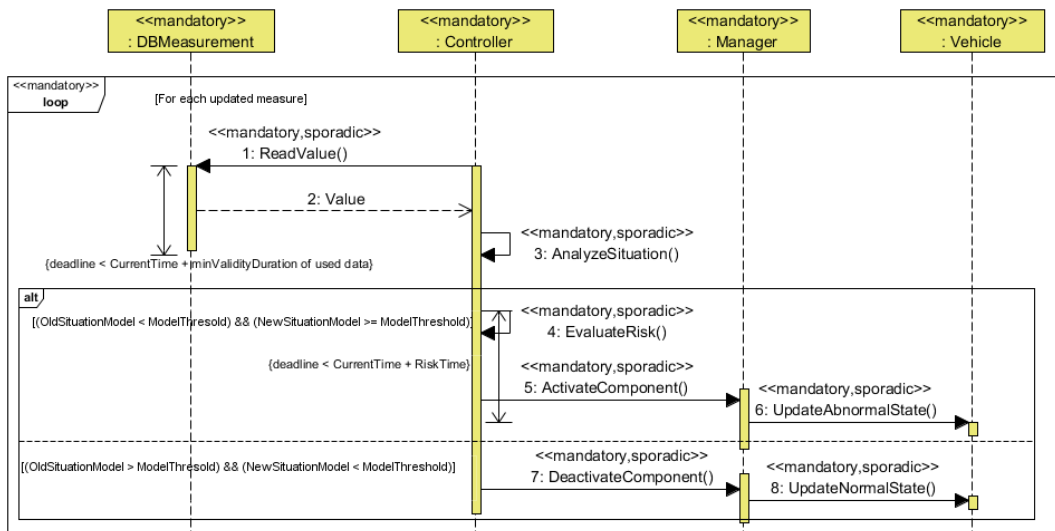 <<mandatory>>
: DBMeasurement
<<mandatory>>
: Controller
<<mandatory>>
: Manager
<<mandatory>>
: Vehicle
<<mandatory>>
loop
[For each updated measure]
<<mandatory,sporadic>>
1: ReadValue()
2: Value
<<mandatory,sporadic>>
3: AnalyzeSituation()
{deadline < CurrentTime + minValidityDuration of used data}
alt
[(OldSituationModel < ModelThresold) && (NewSituationModel >= ModelThreshold)]
<<mandatory,sporadic>>
4: EvaluateRisk()
{deadline < CurrentTime + RiskTime}
<<mandatory,sporadic>>
5: ActivateComponent()
<<mandatory,sporadic>>
6: UpdateAbnormalState()
[(OldSituationModel > ModelThresold) && (NewSituationModel < ModelThreshold)]
<<mandatory,sporadic>>
7: DeactivateComponent()
<<mandatory,sporadic>>
8: UpdateNormalState()